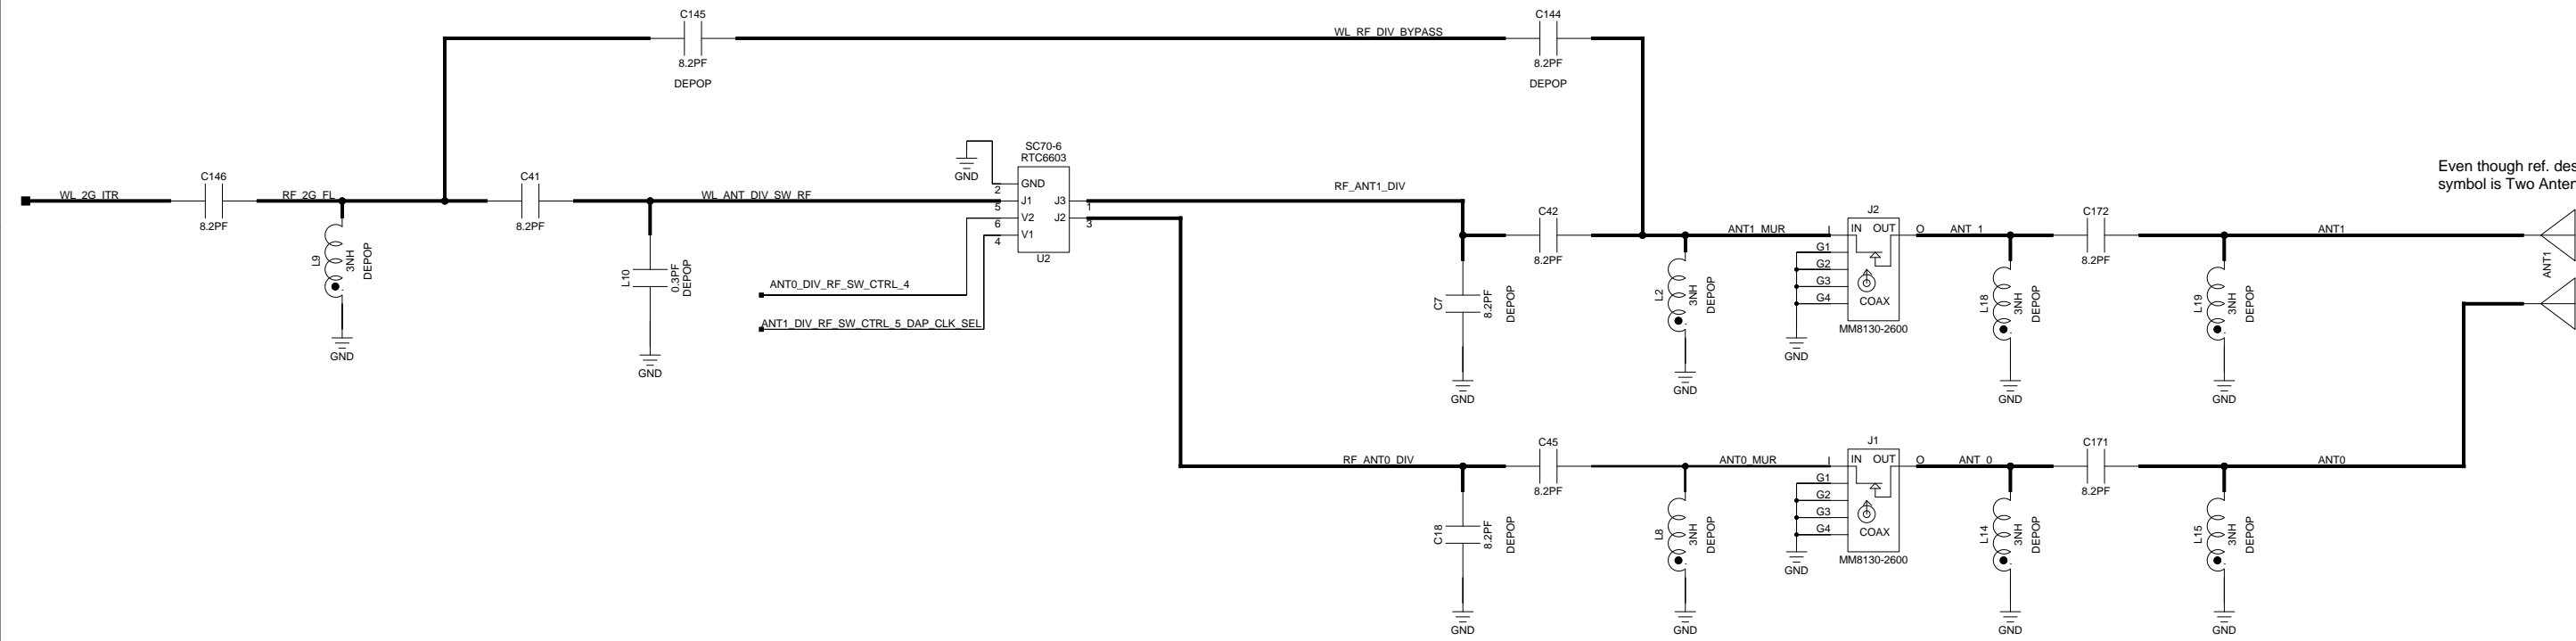 C145
8.2PF
DEPOP
WL_RF_DIV_BYPASS
C144
8.2PF
DEPOP
Even though ref. des
symbol is Two Anten
WL_2G_ITR
C146
8.2PF
RF_2G_FL
L9
3NH
DEPOP
GND
C41
8.2PF
WL_ANT_DIV_SW_RF
L10
0.3PF
DEPOP
GND
GND
SC70-6
RTC6603
GND
J1
V2
V1
J3
J2
2
5
6
4
1
3
U2
ANT0_DIV_RF_SW_CTRL_4
ANT1_DIV_RF_SW_CTRL_5_DAP_CLK_SEL
RF_ANT1_DIV
C7
8.2PF
DEPOP
GND
C42
8.2PF
L2
3NH
DEPOP
GND
ANT1_MUR
J2
I
IN OUT
O
G1
G2
G3
G4
COAX
MM8130-2600
GND
ANT_1
L18
3NH
DEPOP
GND
C172
8.2PF
L19
3NH
DEPOP
GND
ANT1
ANT1
RF_ANT0_DIV
C18
8.2PF
DEPOP
GND
C45
8.2PF
L8
3NH
DEPOP
GND
ANT0_MUR
J1
I
IN OUT
O
G1
G2
G3
G4
COAX
MM8130-2600
GND
ANT_0
L14
3NH
DEPOP
GND
C171
8.2PF
L15
3NH
DEPOP
GND
ANT0